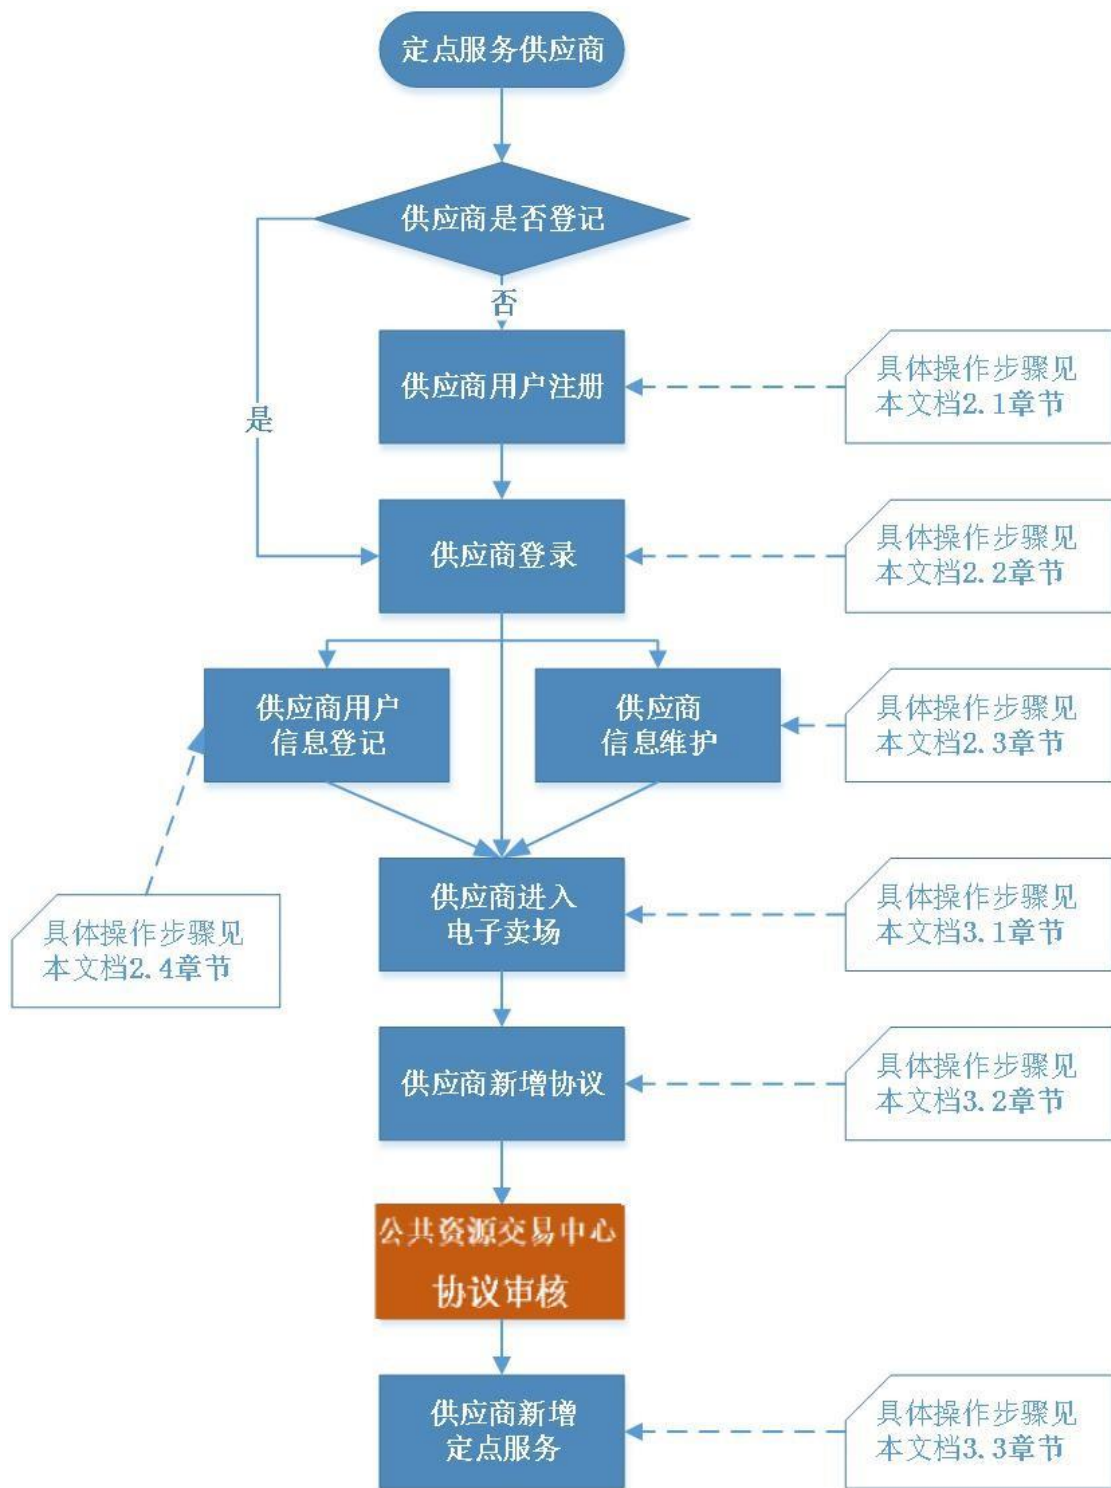 定点服务供应商
供应商是否登记
否
供应商用户注册
具体操作步骤见
本文档2.1章节
是
供应商登录
具体操作步骤见
本文档2.2章节
供应商用户
信息登记
供应商
信息维护
具体操作步骤见
本文档2.3章节
供应商进入
电子卖场
具体操作步骤见
本文档3.1章节
具体操作步骤见
本文档2.4章节
供应商新增协议
具体操作步骤见
本文档3.2章节
公共资源交易中心
协议审核
供应商新增
定点服务
具体操作步骤见
本文档3.3章节